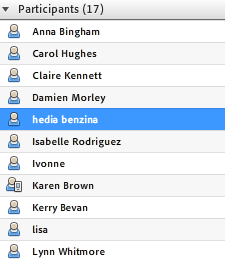 Participants (17)
Anna Bingham
Carol Hughes
Claire Kennett
Damien Morley
hedia benzina
Isabelle Rodriguez
Ivonne
Karen Brown
Kerry Bevan
lisa
Lynn Whitmore